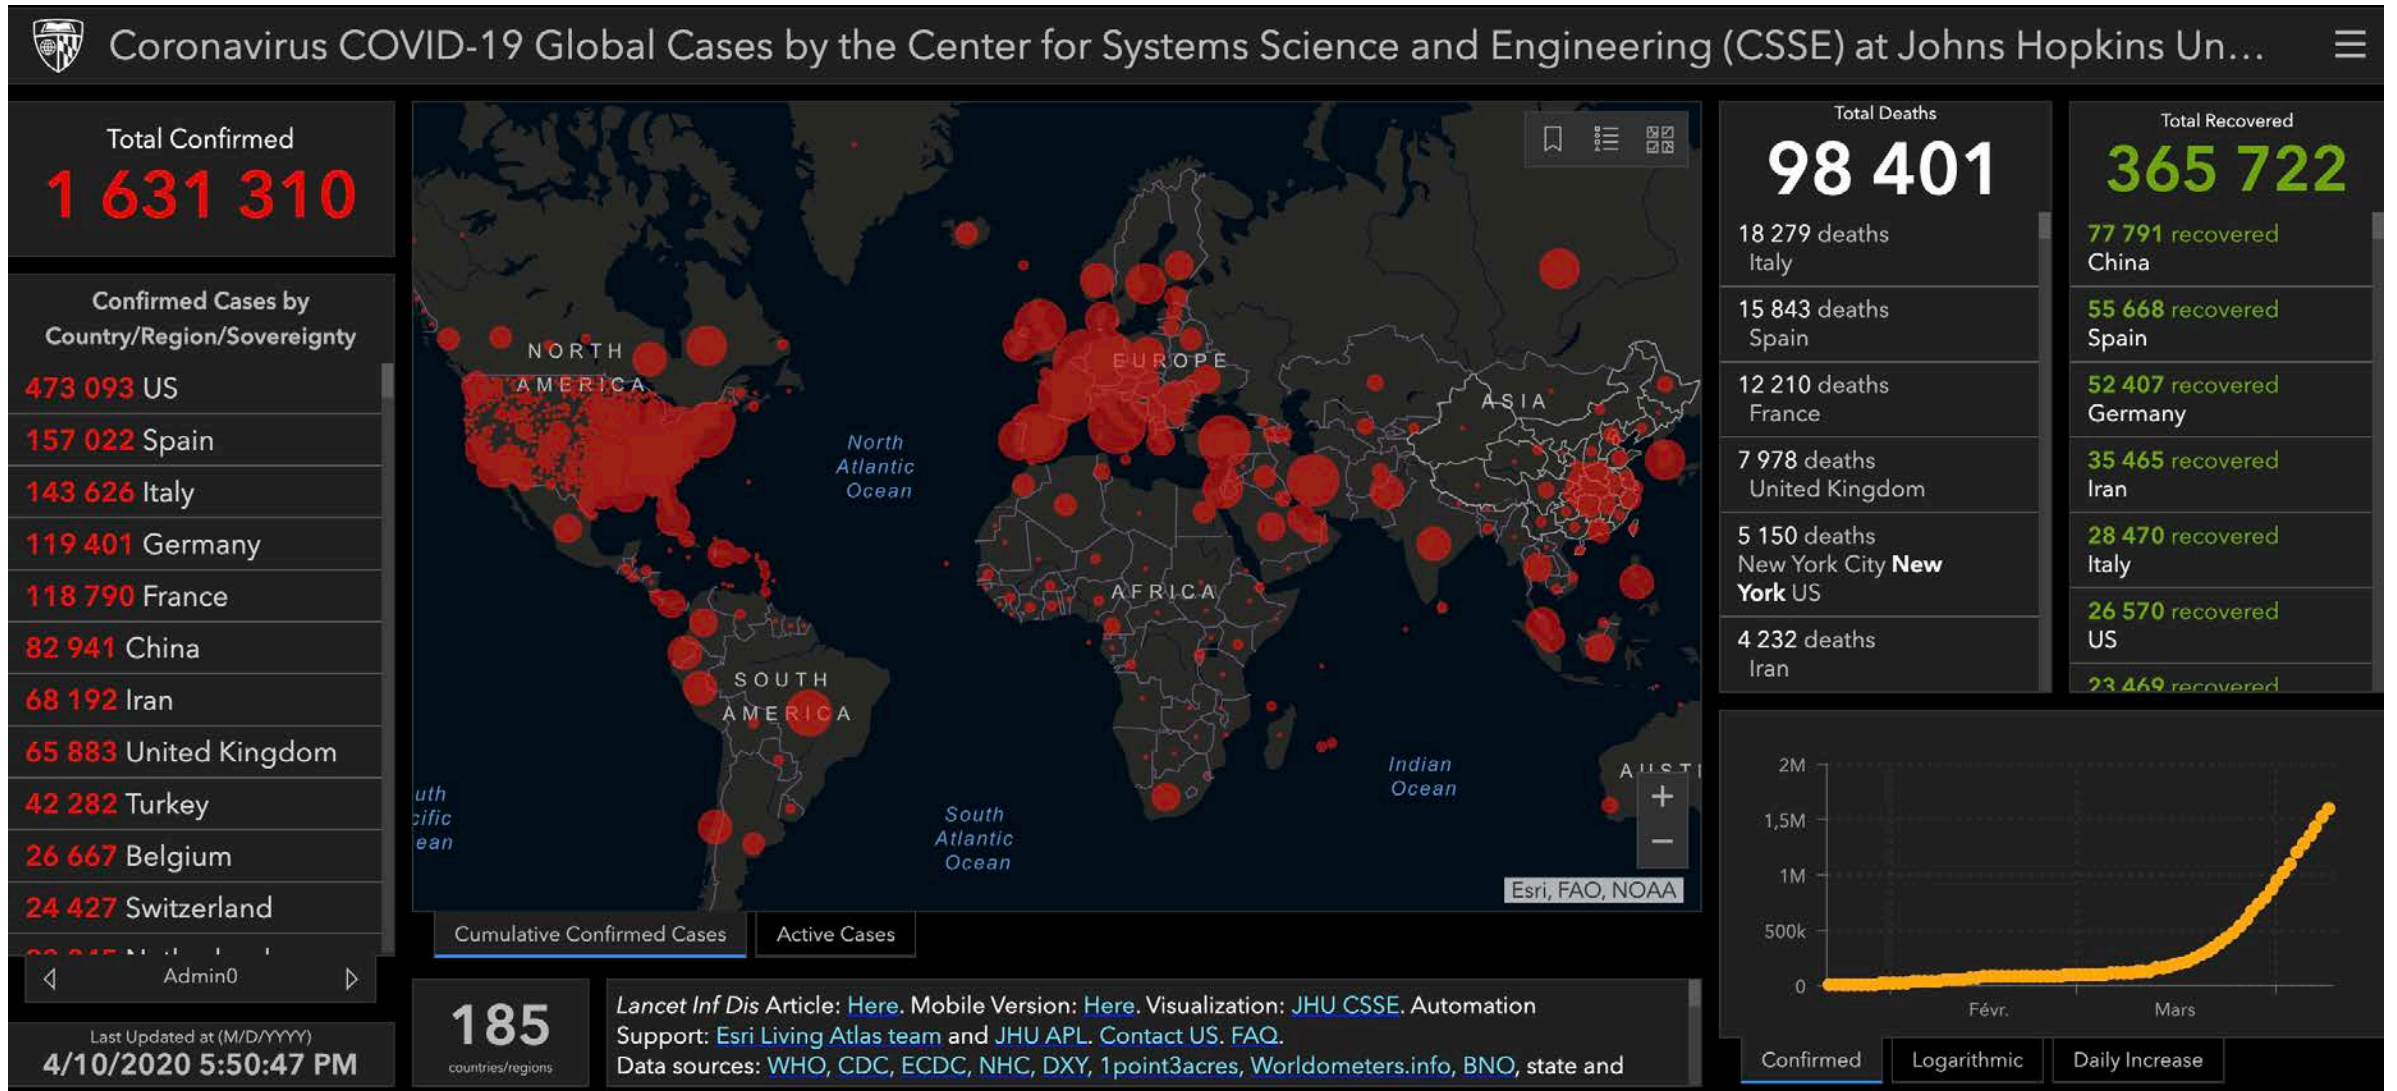 Coronavirus COVID-19 Global Cases by the Center for Systems Science and Engineering (CSSE) at Johns Hopkins Un...
Total Confirmed
1 631 310
Confirmed Cases by
Country/Region/Sovereignty
473 093 US
157 022 Spain
143 626 Italy
119 401 Germany
118 790 France
82 941 China
68 192 Iran
65 883 United Kingdom
42 282 Turkey
26 667 Belgium
24 427 Switzerland
Admin0
Last Updated at (M/D/YYYY)
4/10/2020 5:50:47 PM
NORTH
AMERICA
EUROPE
ASIA
North
Atlantic
Ocean
AFRICA
SOUTH
AMERICA
Indian
Ocean
AUSTI
uth
cific
ean
South
Atlantic
Ocean
+
−
Esri, FAO, NOAA
Cumulative Confirmed Cases
Active Cases
185
countries/regions
Lancet Inf Dis Article: Here. Mobile Version: Here. Visualization: JHU CSSE. Automation
Support: Esri Living Atlas team and JHU APL. Contact US. FAQ.
Data sources: WHO, CDC, ECDC, NHC, DXY, 1point3acres, Worldometers.info, BNO, state and
Total Deaths
98 401
18 279 deaths
Italy
15 843 deaths
Spain
12 210 deaths
France
7 978 deaths
United Kingdom
5 150 deaths
New York City New
York US
4 232 deaths
Iran
Total Recovered
365 722
77 791 recovered
China
55 668 recovered
Spain
52 407 recovered
Germany
35 465 recovered
Iran
28 470 recovered
Italy
26 570 recovered
US
23 469 recovered
2M
1,5M
1M
500k
0
Févr.
Mars
Confirmed
Logarithmic
Daily Increase